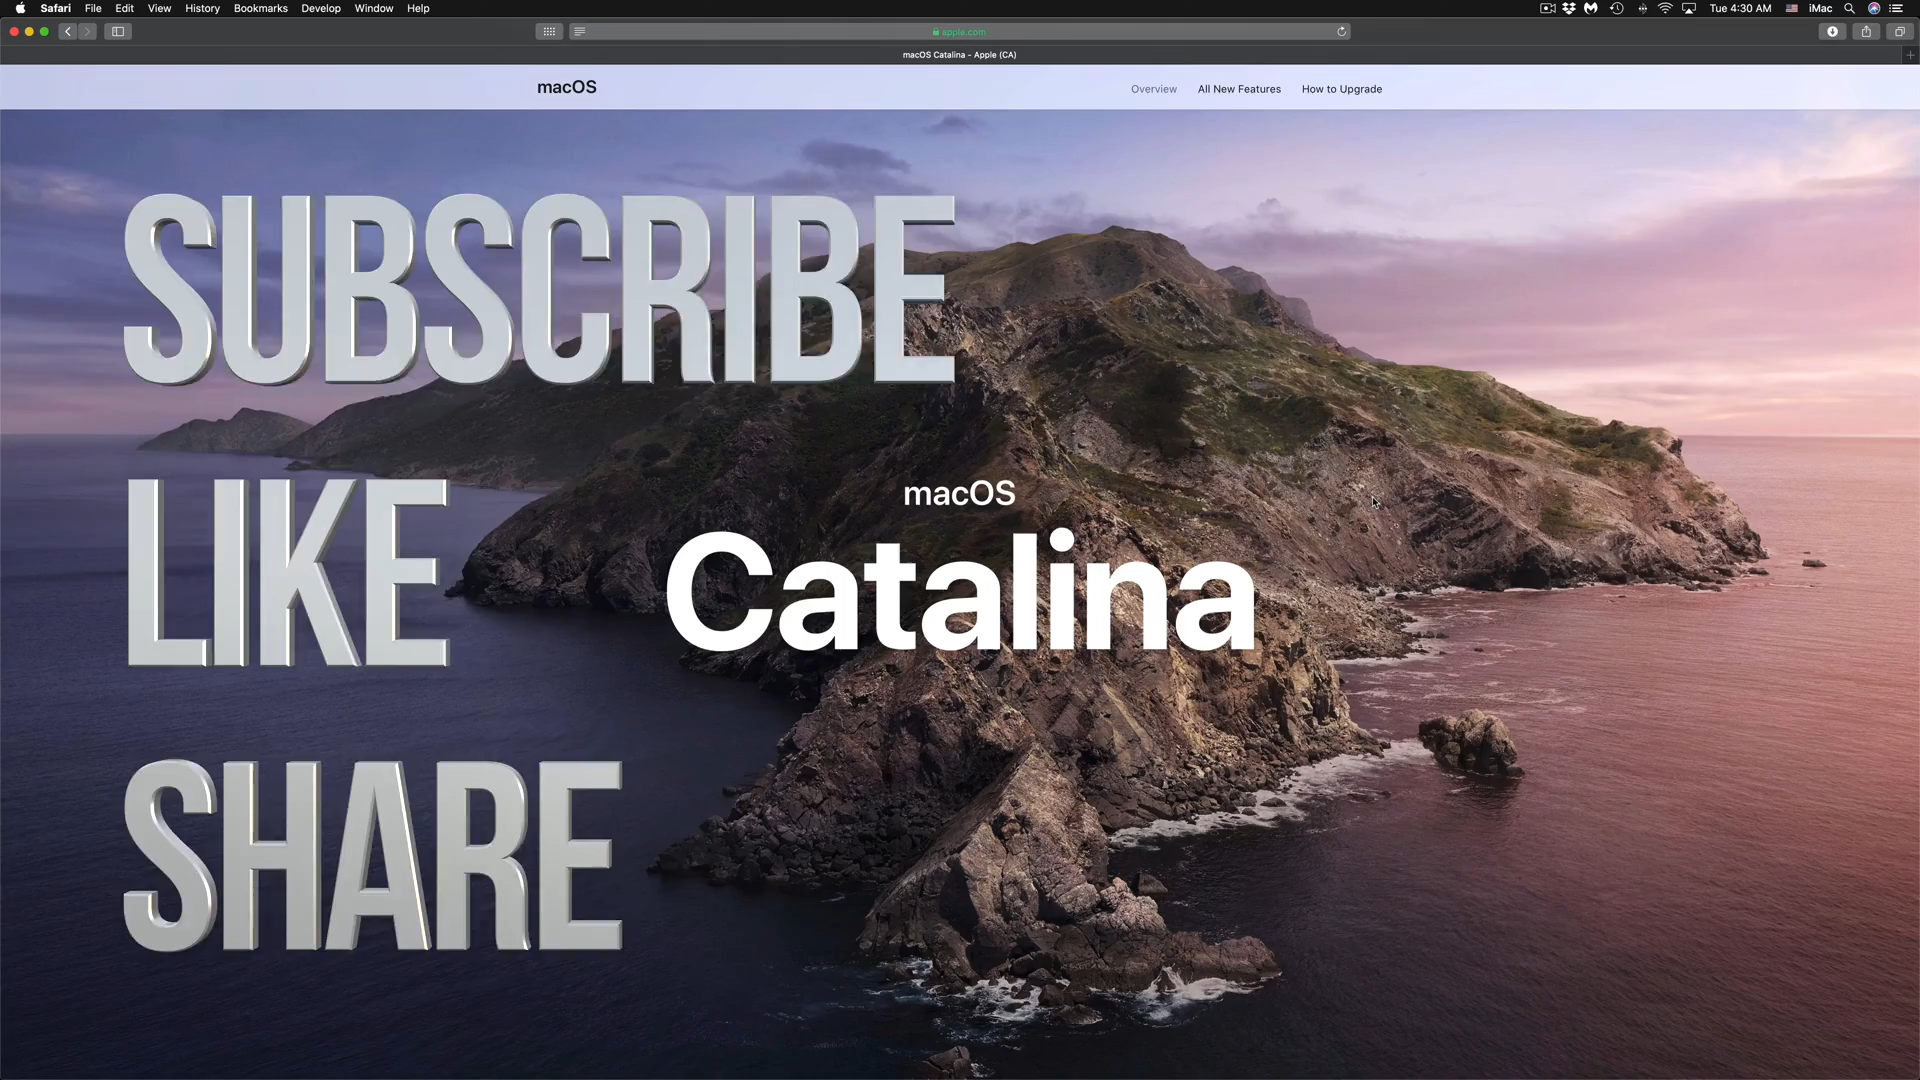 Safari File Edit View History Bookmarks Develop Window Help Tue 4:30 AM iMac
apple.com
macOS Catalina - Apple (CA)
macOS Overview All New Features How to Upgrade
SUBSCRIBE
LIKE
macOS
Catalina
SHARE